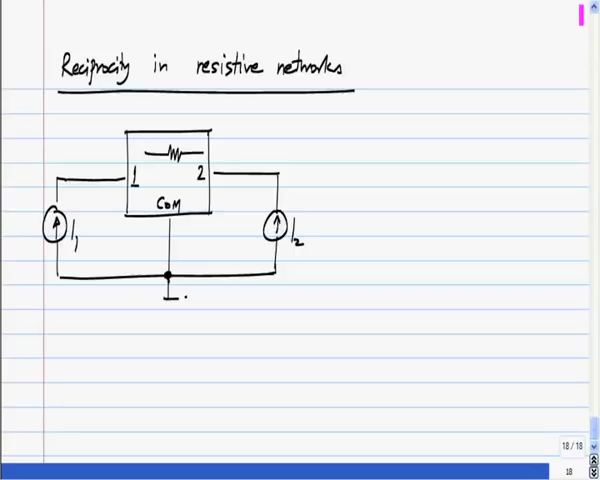 Reciprocity in resistive networks
1 2
COM
I1
I2
18 / 18
18